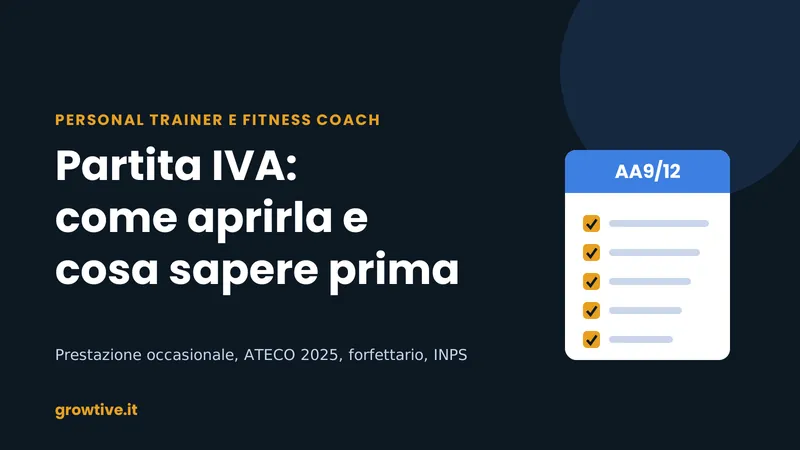 PERSONAL TRAINER E FITNESS COACH
Partita IVA:
come aprirla e
cosa sapere prima
AA9/12
Prestazione occasionale, ATECO 2025, forfettario, INPS
growtive.it